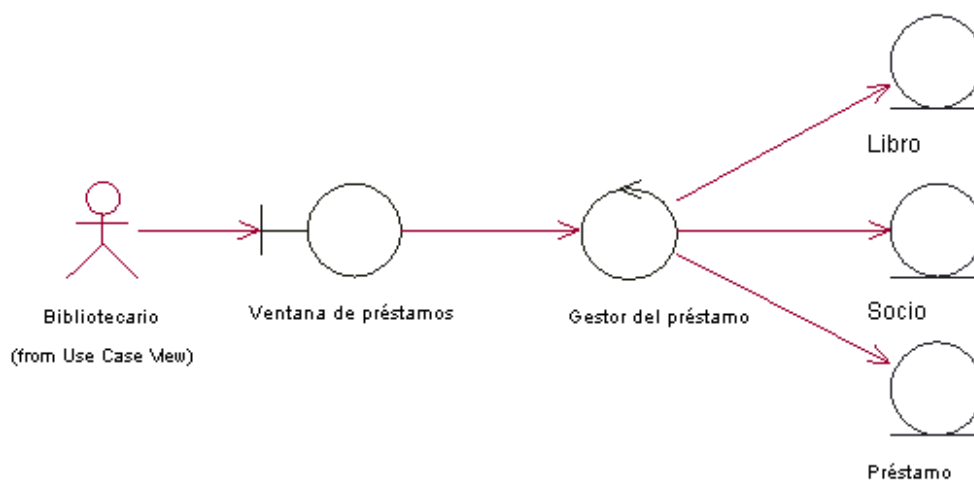 Libro
Bibliotecario
(from Use Case View)
Ventana de préstamos
Gestor del préstamo
Socio
Préstamo